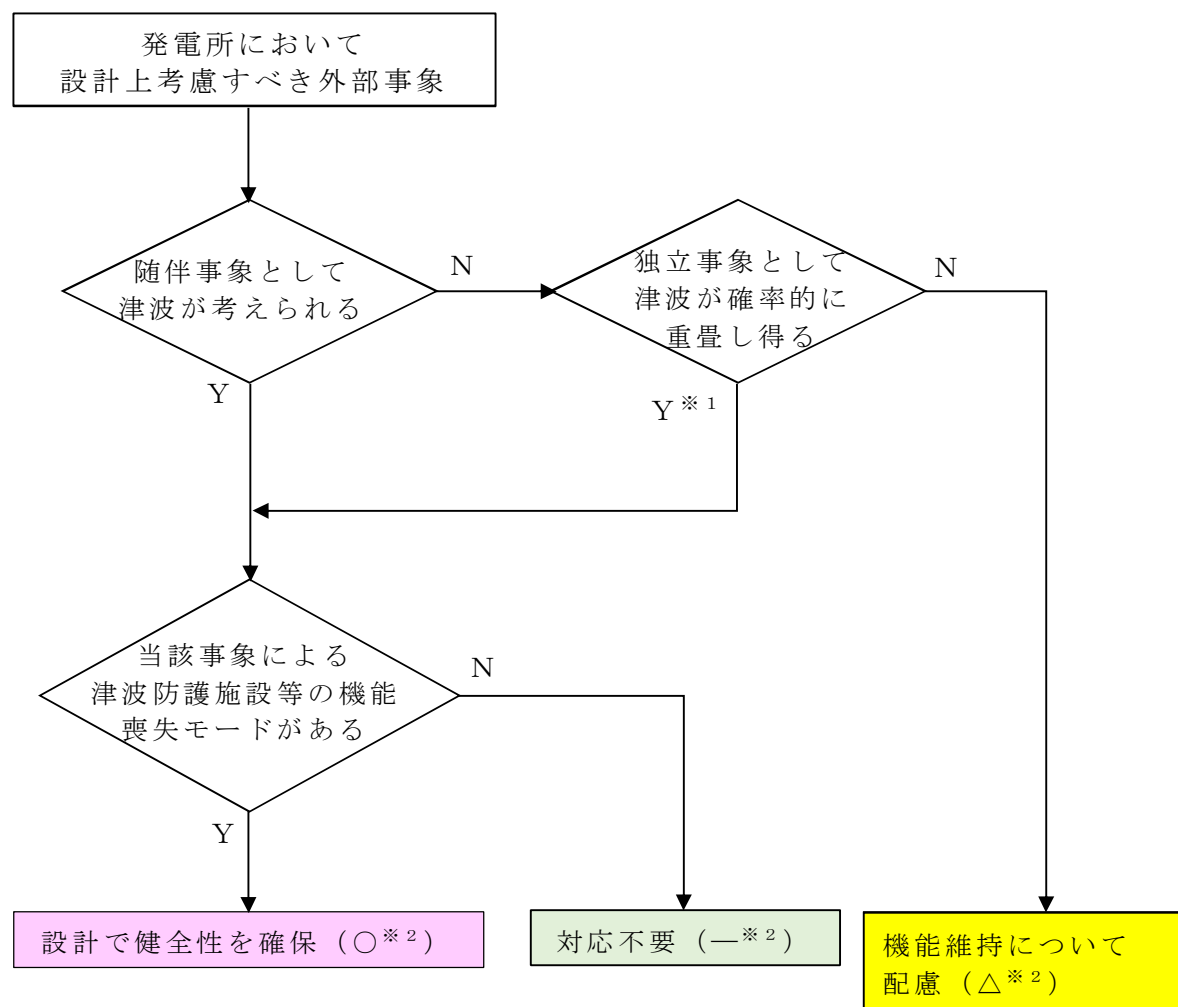 発電所において
設計上考慮すべき外部事象
随伴事象として
津波が考えられる
N
独立事象として
津波が確率的に
重畳し得る
N
Y
Y※1
当該事象による
津波防護施設等の機能
喪失モードがある
N
Y
設計で健全性を確保（○※2）
対応不要（―※2）
機能維持について
配慮（△※2）